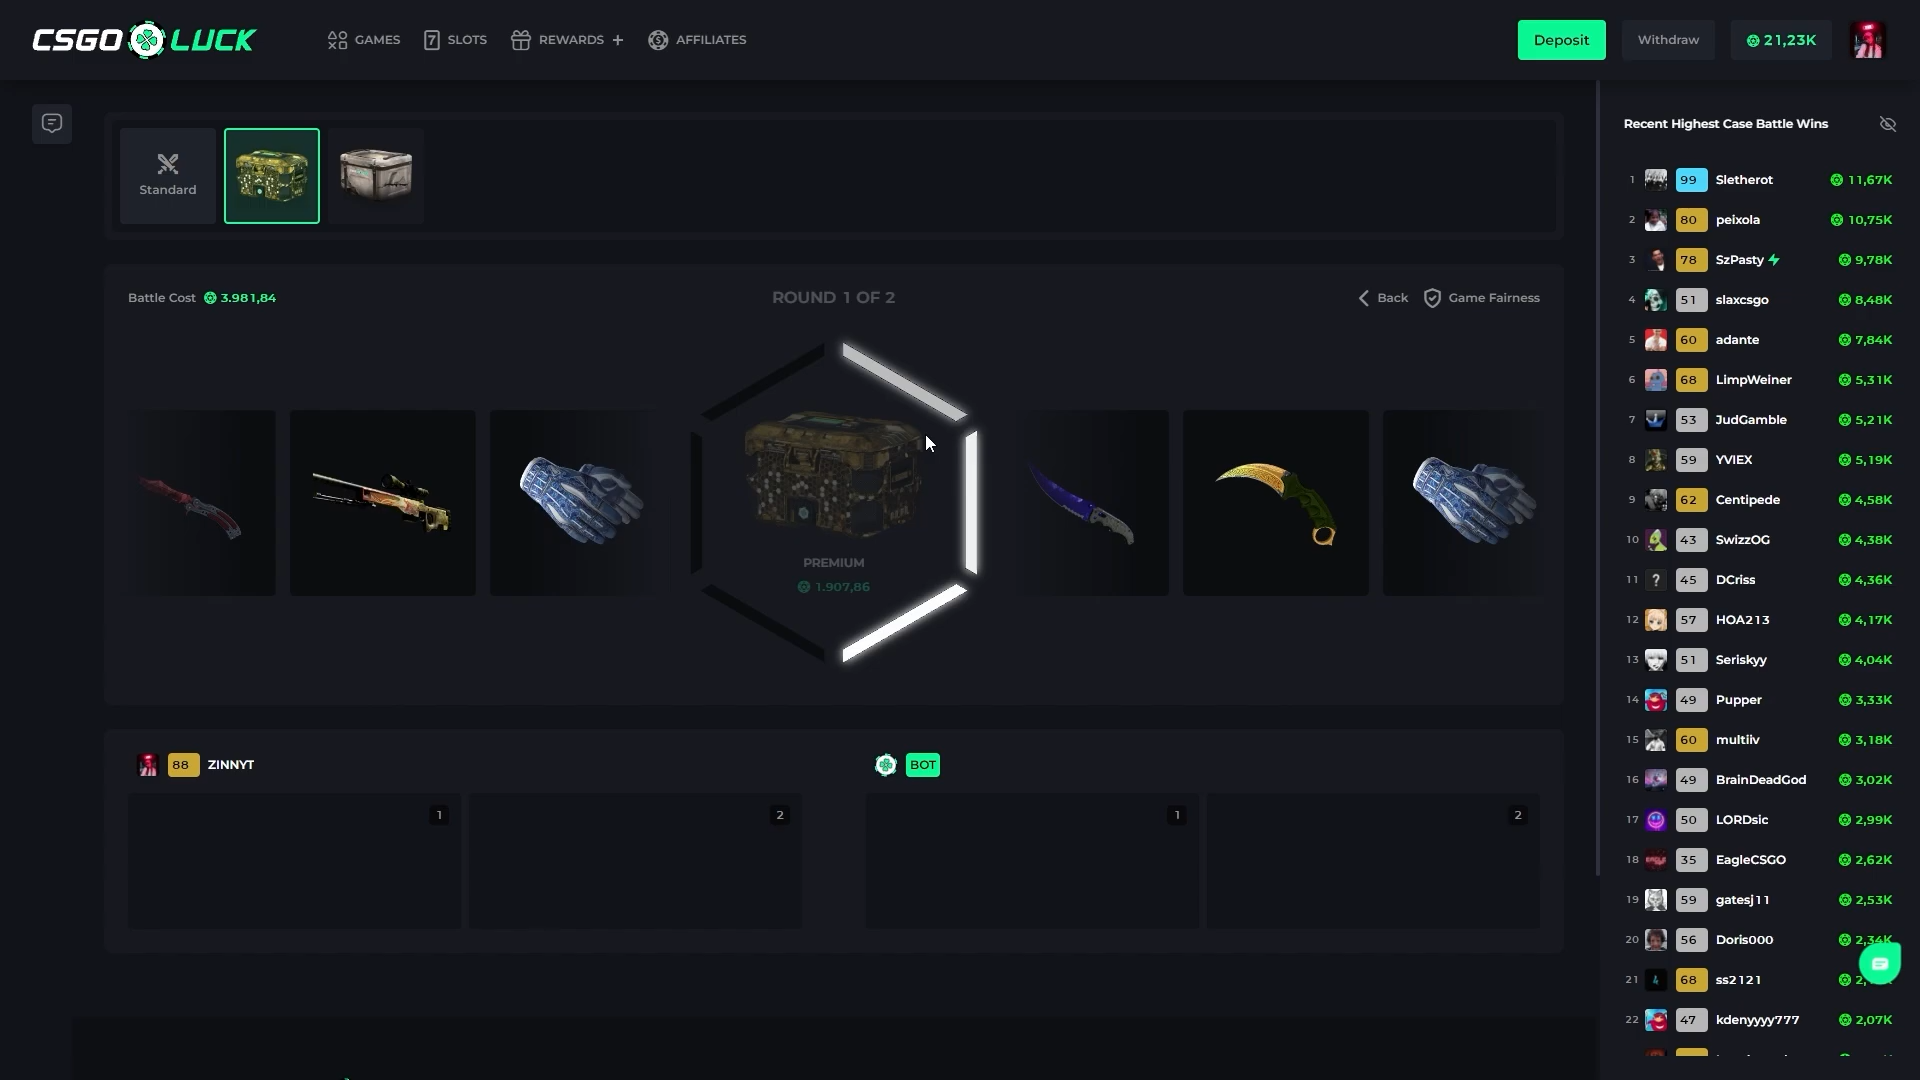 CSGO LUCK
GAMES
SLOTS
REWARDS +
AFFILIATES
Deposit
Withdraw
21,23K
Standard
Battle Cost 3.981,84
ROUND 1 OF 2
Back
Game Fairness
PREMIUM
1.907,86
88 ZINNYT
BOT
1
2
1
2
Recent Highest Case Battle Wins
1 99 Sletherot 11,67K
2 80 peixola 10,75K
3 78 SzPasty 9,78K
4 51 slaxcsgo 8,48K
5 60 adante 7,84K
6 68 LimpWeiner 5,31K
7 53 JudGamble 5,21K
8 59 YVIEX 5,19K
9 62 Centipede 4,58K
10 43 SwizzOG 4,38K
11 ? 45 DCriss 4,36K
12 57 HOA213 4,17K
13 51 Seriskyy 4,04K
14 49 Pupper 3,33K
15 60 multiiv 3,18K
16 49 BrainDeadGod 3,02K
17 50 LORDsic 2,99K
18 35 EagleCSGO 2,62K
19 59 gatesj11 2,53K
20 56 Doris000 2,34K
21 68 ss2121
22 47 kdenyyyy777 2,07K